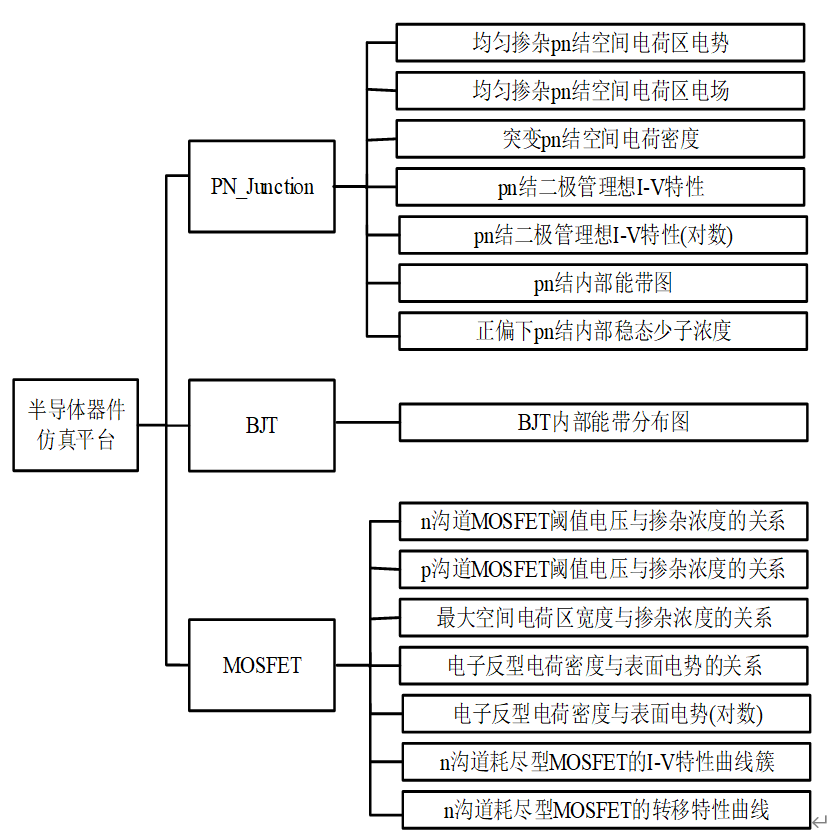 半导体器件
仿真平台
PN_Junction
均匀掺杂pn结空间电荷区电势
均匀掺杂pn结空间电荷区电场
突变pn结空间电荷密度
pn结二极管理想I-V特性
pn结二极管理想I-V特性(对数)
pn结内部能带图
正偏下pn结内部稳态少子浓度
BJT
BJT内部能带分布图
MOSFET
n沟道MOSFET阈值电压与掺杂浓度的关系
p沟道MOSFET阈值电压与掺杂浓度的关系
最大空间电荷区宽度与掺杂浓度的关系
电子反型电荷密度与表面电势的关系
电子反型电荷密度与表面电势(对数)
n沟道耗尽型MOSFET的I-V特性曲线簇
n沟道耗尽型MOSFET的转移特性曲线